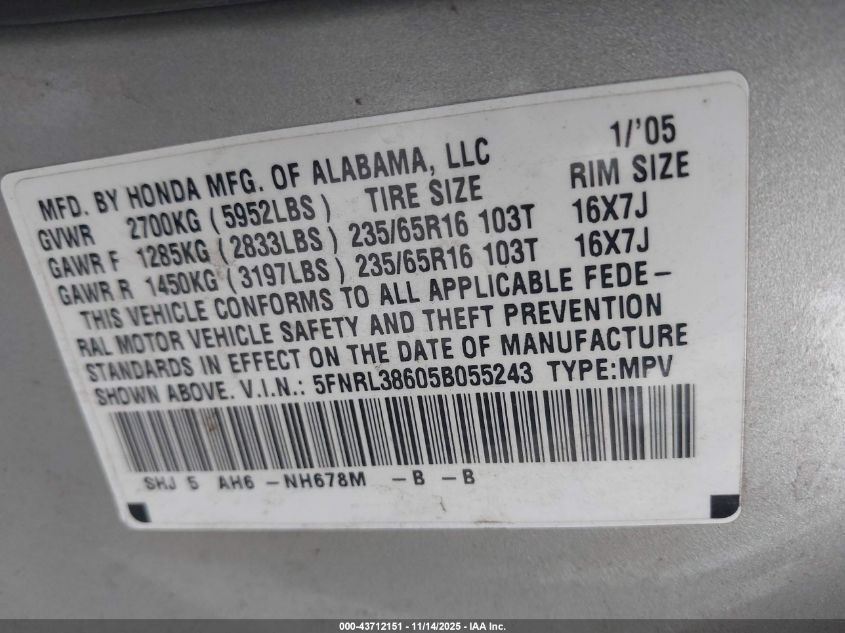 MFD. BY HONDA MFG. OF ALABAMA, LLC 1/'05
GVWR 2700KG (5952LBS) TIRE SIZE RIM SIZE
GAWR F 1285KG (2833LBS) 235/65R16 103T 16X7J
GAWR R 1450KG (3197LBS) 235/65R16 103T 16X7J
THIS VEHICLE CONFORMS TO ALL APPLICABLE FEDE-
RAL MOTOR VEHICLE SAFETY AND THEFT PREVENTION
STANDARDS IN EFFECT ON THE DATE OF MANUFACTURE
SHOWN ABOVE. V.I.N.: 5FNRL38605B055243 TYPE:MPV
SHJ 5 AH6 -NH678M -B -B
000-43712151 - 11/14/2025 - IAA Inc.